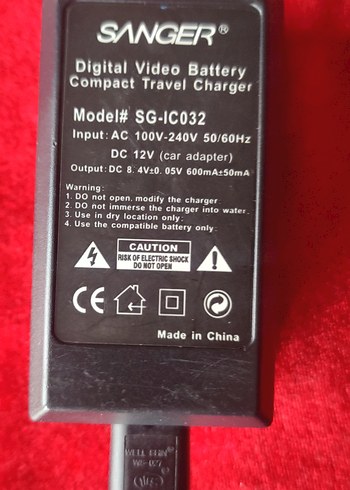 SANGER®
Digital Video Battery
Compact Travel Charger
Model# SG-IC032
Input: AC 100V-240V 50/60Hz
DC 12V (car adapter)
Output: DC 8.4V±0.05V 600mA±50mA
Warning:
1. DO not open. modify the charger
2. DO not immerse the charger into water.
3. Use in dry location only.
4. Use the compatible battery only.
CAUTION
RISK OF ELECTRIC SHOCK
DO NOT OPEN
CE
Made in China
WELL SHIN